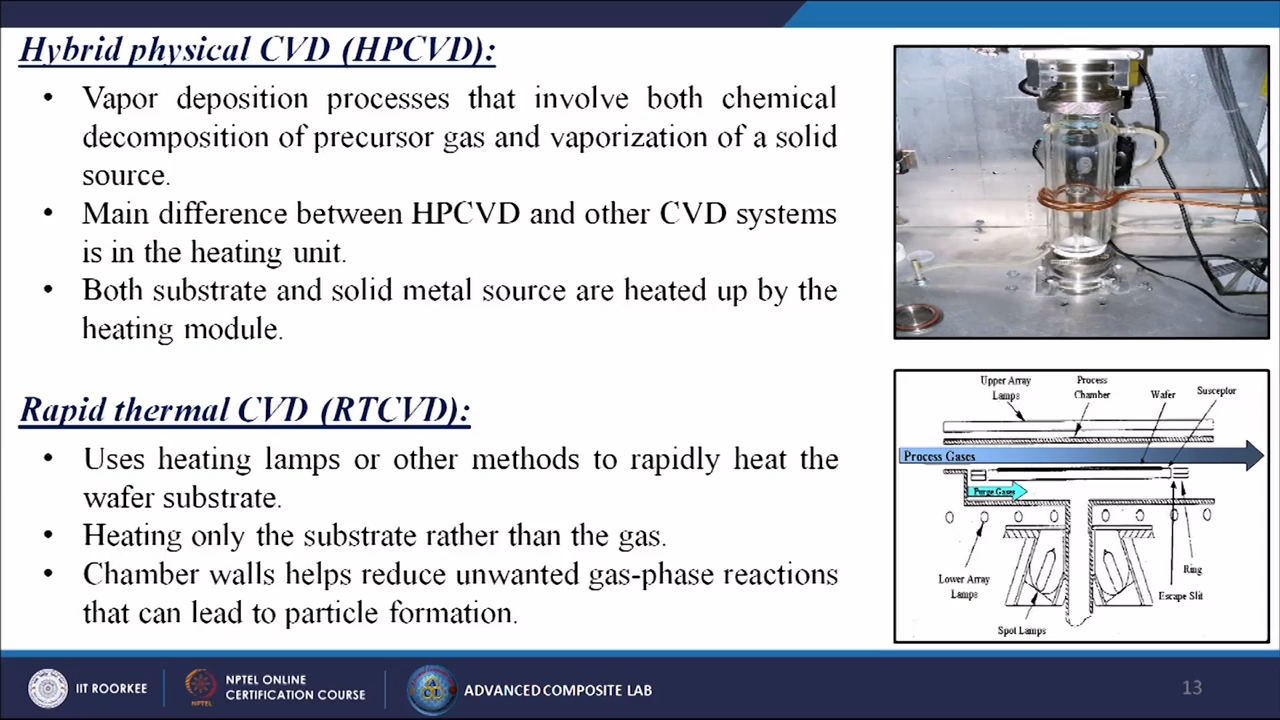 Hybrid physical CVD (HPCVD):
• Vapor deposition processes that involve both chemical
decomposition of precursor gas and vaporization of a solid
source.
• Main difference between HPCVD and other CVD systems
is in the heating unit.
• Both substrate and solid metal source are heated up by the
heating module.
Rapid thermal CVD (RTCVD):
• Uses heating lamps or other methods to rapidly heat the
wafer substrate.
• Heating only the substrate rather than the gas.
• Chamber walls helps reduce unwanted gas-phase reactions
that can lead to particle formation.
Upper Array
Lamps
Process
Chamber
Wafer
Susceptor
Process Gases
Purge Gases
Lower Array
Lamps
Spot Lamps
Ring
Escape Slit
IIT ROORKEE
NPTEL
NPTEL ONLINE
CERTIFICATION COURSE
ADVANCED COMPOSITE LAB
13